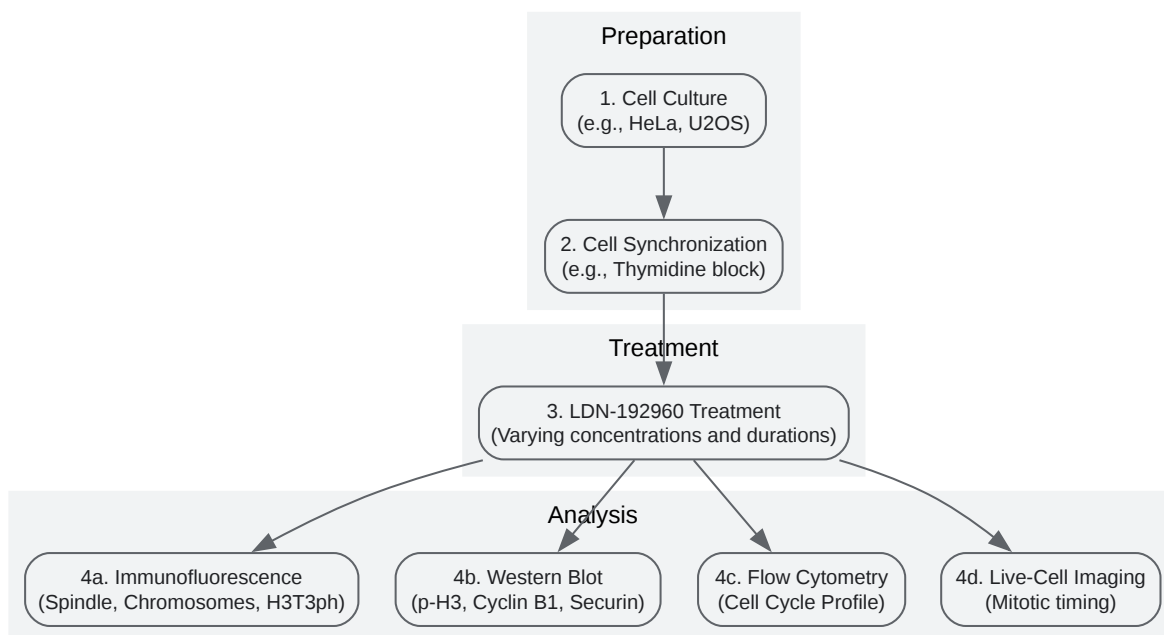 Preparation
1. Cell Culture
(e.g., HeLa, U2OS)
2. Cell Synchronization
(e.g., Thymidine block)
Treatment
3. LDN-192960 Treatment
(Varying concentrations and durations)
Analysis
4a. Immunofluorescence
(Spindle, Chromosomes, H3T3ph)
4b. Western Blot
(p-H3, Cyclin B1, Securin)
4c. Flow Cytometry
(Cell Cycle Profile)
4d. Live-Cell Imaging
(Mitotic timing)